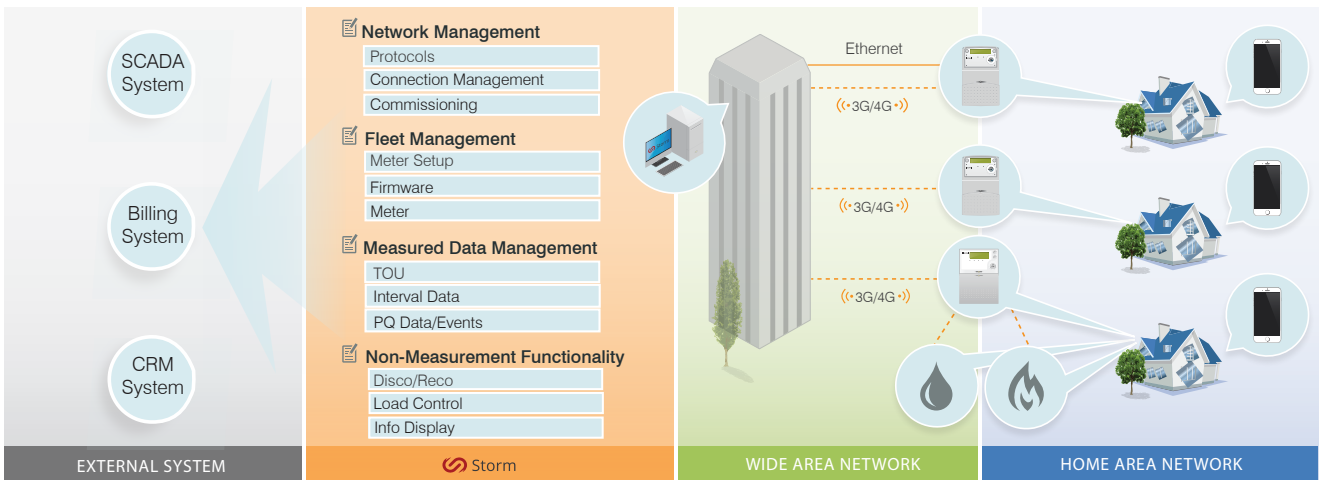 SCADA
System
Billing
System
CRM
System
EXTERNAL SYSTEM
Network Management
Protocols
Connection Management
Commissioning
Fleet Management
Meter Setup
Firmware
Meter
Measured Data Management
TOU
Interval Data
PQ Data/Events
Non-Measurement Functionality
Disco/Reco
Load Control
Info Display
Storm
Ethernet
3G/4G
3G/4G
3G/4G
WIDE AREA NETWORK
HOME AREA NETWORK